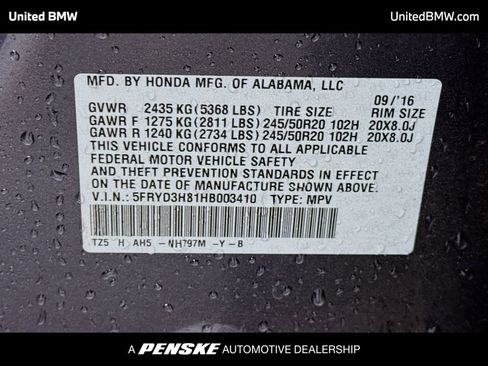 United BMW UnitedBMW.com
MFD. BY HONDA MFG. OF ALABAMA, LLC
09/'16
GVWR 2435 KG (5368 LBS) TIRE SIZE RIM SIZE
GAWR F 1275 KG (2811 LBS) 245/50R20 102H 20X8.0J
GAWR R 1240 KG (2734 LBS) 245/50R20 102H 20X8.0J
THIS VEHICLE CONFORMS TO ALL APPLICABLE
FEDERAL MOTOR VEHICLE SAFETY
AND THEFT PREVENTION STANDARDS IN EFFECT
ON THE DATE OF MANUFACTURE SHOWN ABOVE.
V.I.N.: 5FRYD3H81HB003410 TYPE: MPV
TZ5 H AH5 -NH797M -Y-B
A PENSKE AUTOMOTIVE DEALERSHIP